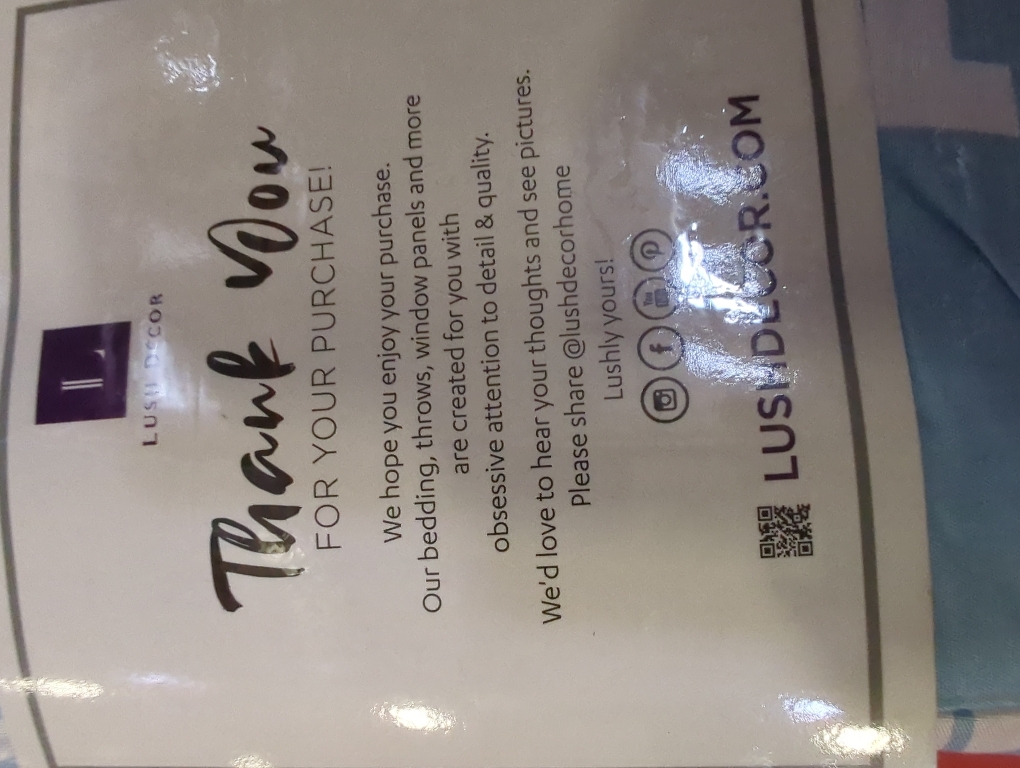 LUSH DECOR
Thank You
FOR YOUR PURCHASE!
We hope you enjoy your purchase.
Our bedding, throws, window panels and more
are created for you with
obsessive attention to detail & quality.
We'd love to hear your thoughts and see pictures.
Please share @lushdecorhome
Lushly yours!
LUSHDECOR.COM